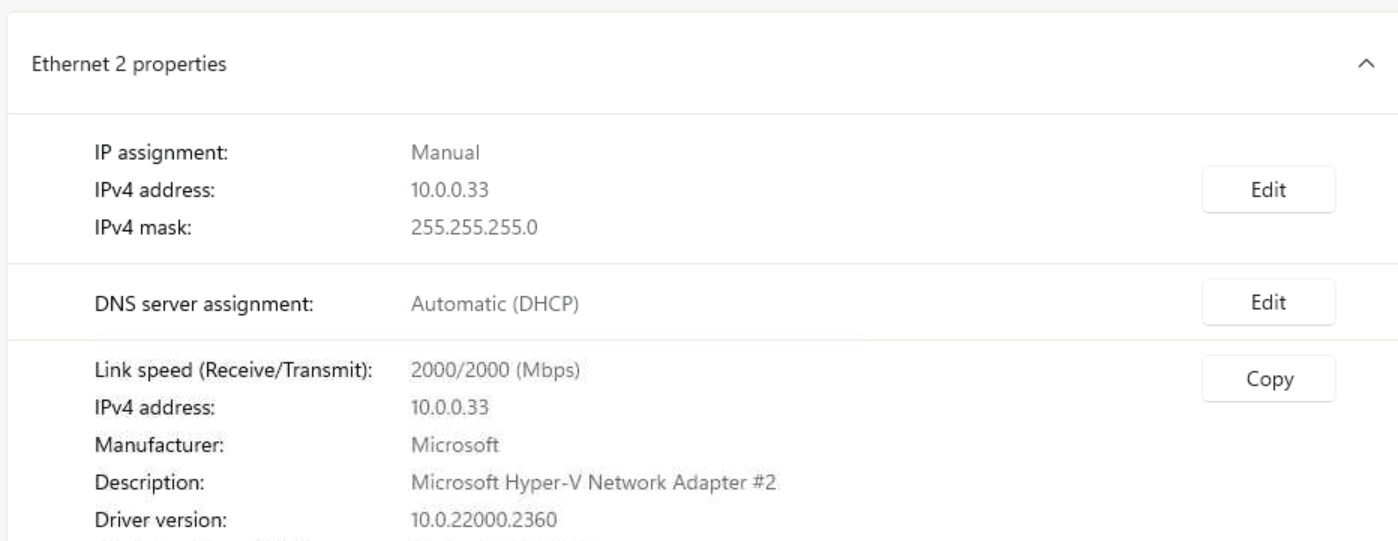 Ethernet 2 properties
IP assignment: Manual
IPv4 address: 10.0.0.33
IPv4 mask: 255.255.255.0
Edit
DNS server assignment: Automatic (DHCP)
Edit
Link speed (Receive/Transmit): 2000/2000 (Mbps)
Copy
IPv4 address: 10.0.0.33
Manufacturer: Microsoft
Description: Microsoft Hyper-V Network Adapter #2
Driver version: 10.0.22000.2360